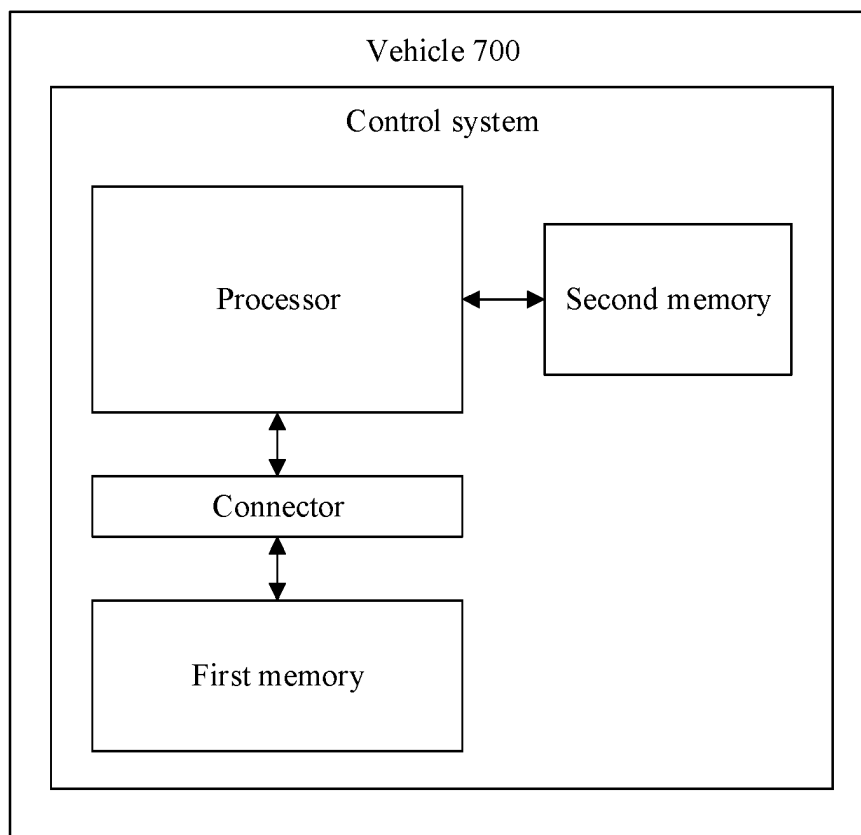 Vehicle 700
Control system
Processor
Second memory
Connector
First memory